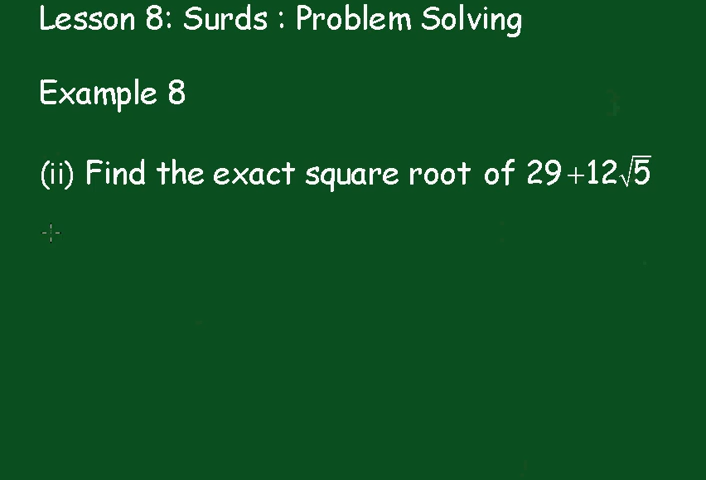 Lesson 8: Surds : Problem Solving
Example 8
(ii) Find the exact square root of 29+12√5